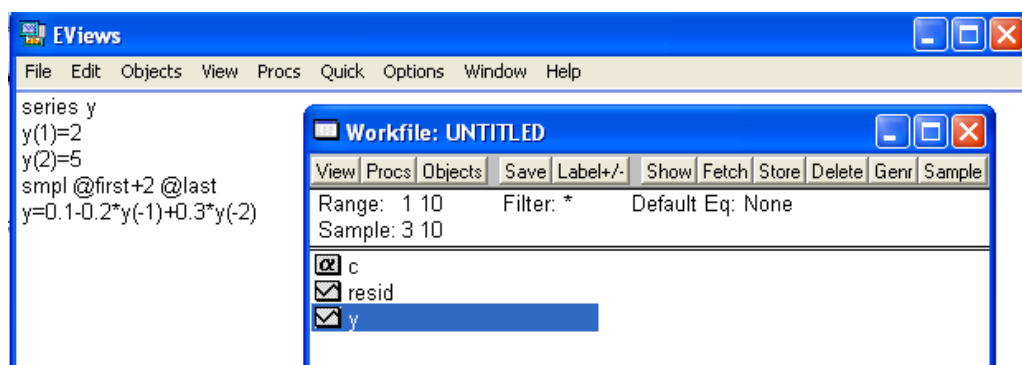 EViews
File Edit Objects View Procs Quick Options Window Help
series y
y(1)=2
y(2)=5
smpl @first+2 @last
y=0.1-0.2*y(-1)+0.3*y(-2)
Workfile: UNTITLED
View Procs Objects Save Label+/- Show Fetch Store Delete Genr Sample
Range: 1 10 Filter: * Default Eq: None
Sample: 3 10
α c
resid
y